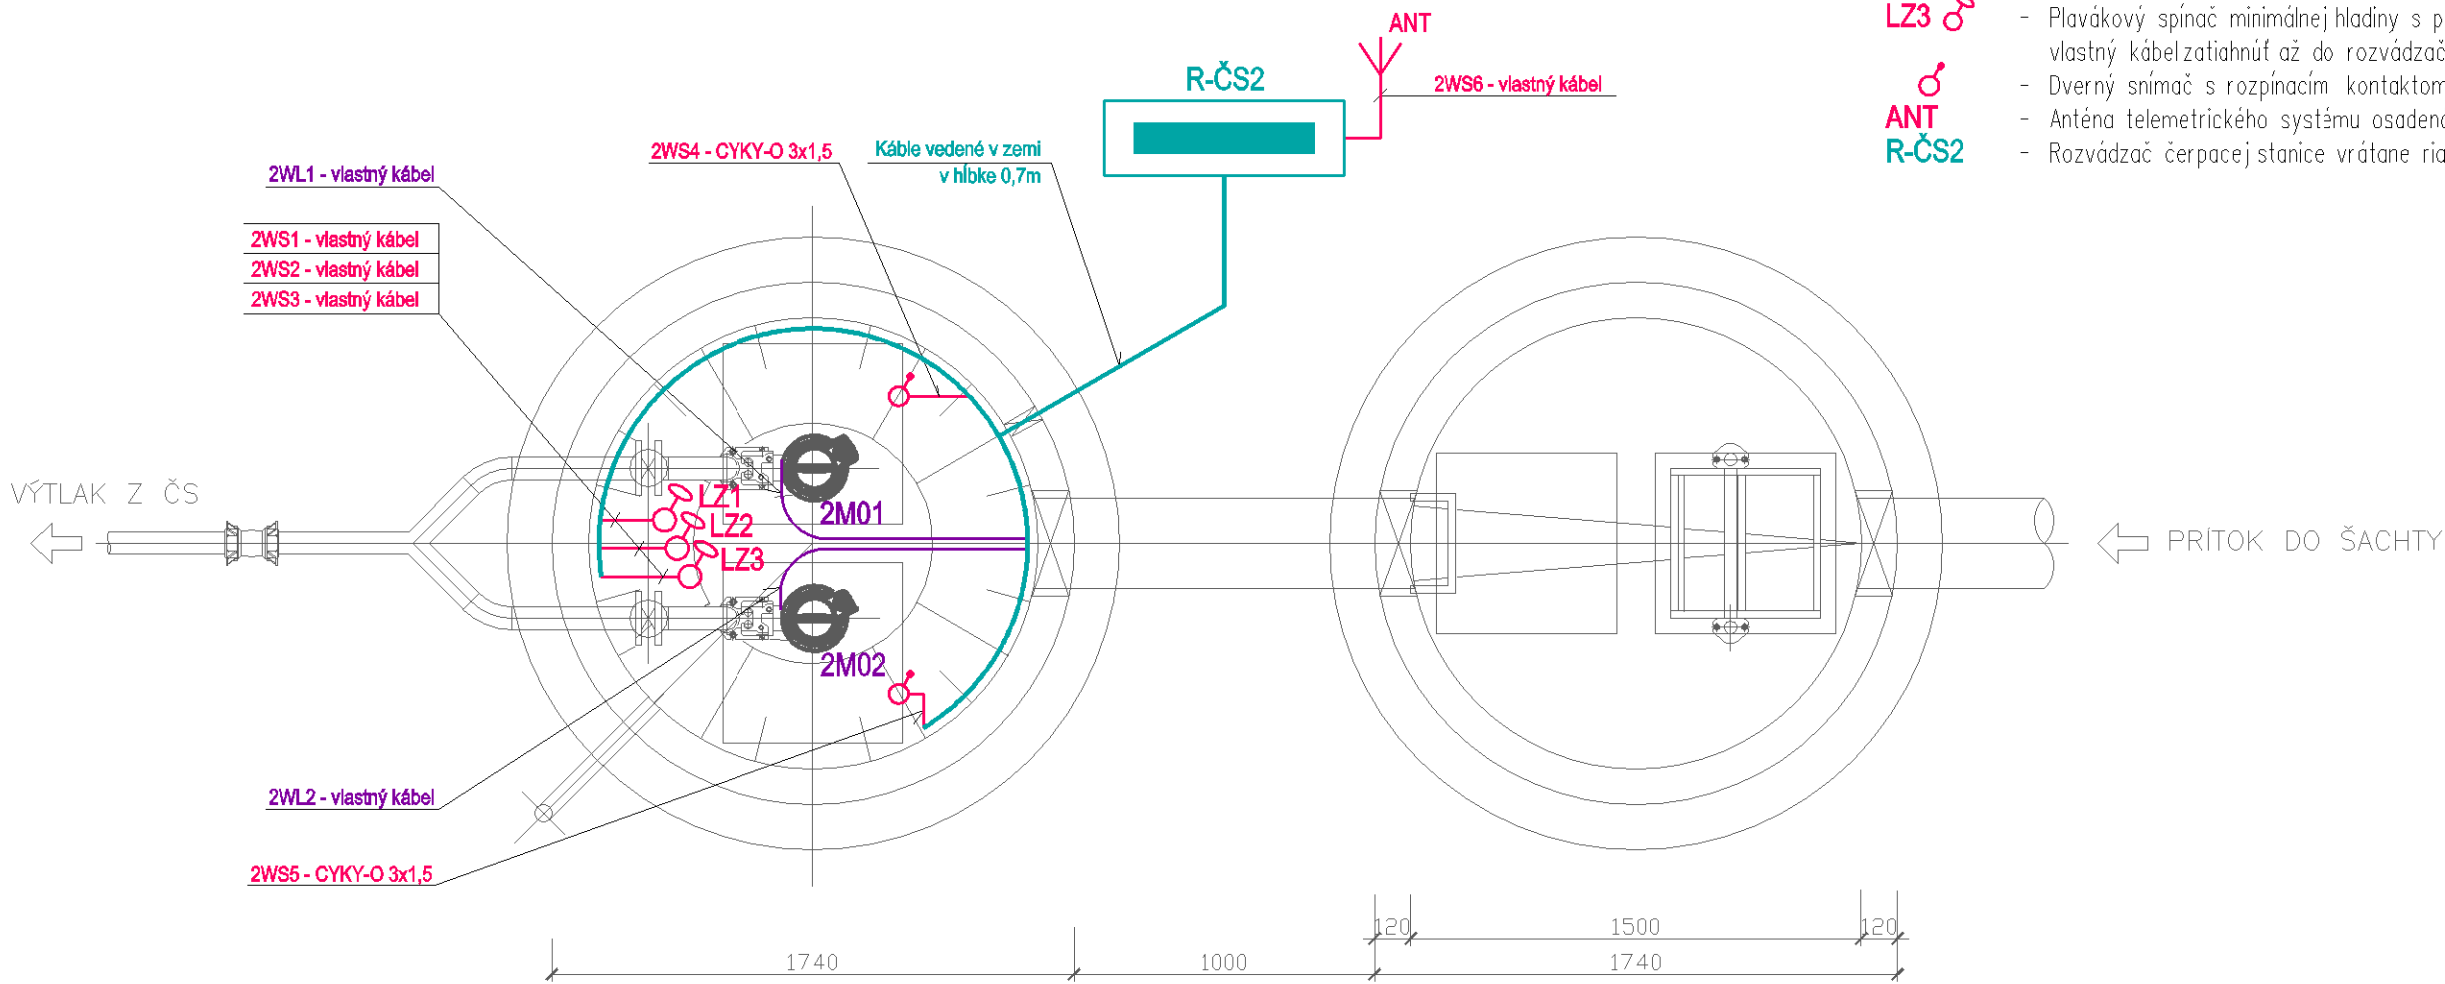 ANT
R-ČS2
2WS6 - vlastný kábel
2WS4 - CYKY-O 3x1,5
Káble vedené v zemi
v hĺbke 0,7m
2WL1 - vlastný kábel
2WS1 - vlastný kábel
2WS2 - vlastný kábel
2WS3 - vlastný kábel
LZ3 - Plavákový spínač minimálnej hladiny s p
vlastný kábel zatiahnúť až do rozvádzač
- Dverný snímač s rozpínacím kontaktom
ANT - Anténa telemetrického systému osadenc
R-ČS2 - Rozvádzač čerpacej stanice vrátane ria
VÝTLAK Z ČS
LZ1
LZ2
LZ3
2M01
2M02
PRÍTOK DO ŠACHTY
2WL2 - vlastný kábel
2WS5 - CYKY-O 3x1,5
120 1500 120
1740 1000 1740